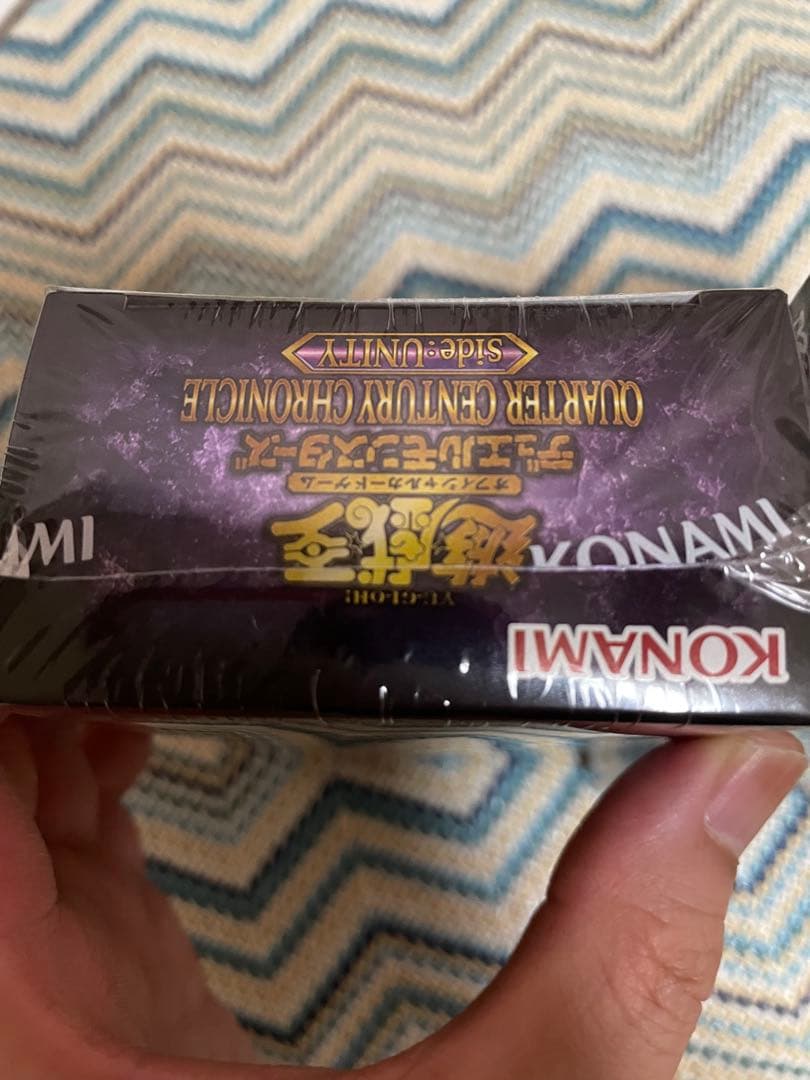 KONAMI
YU-GI-OH!
遊戯王
オフィシャルカードゲーム
デュエルモンスターズ
QUARTER CENTURY CHRONICLE
side:UNITY
KONAMI
AMI